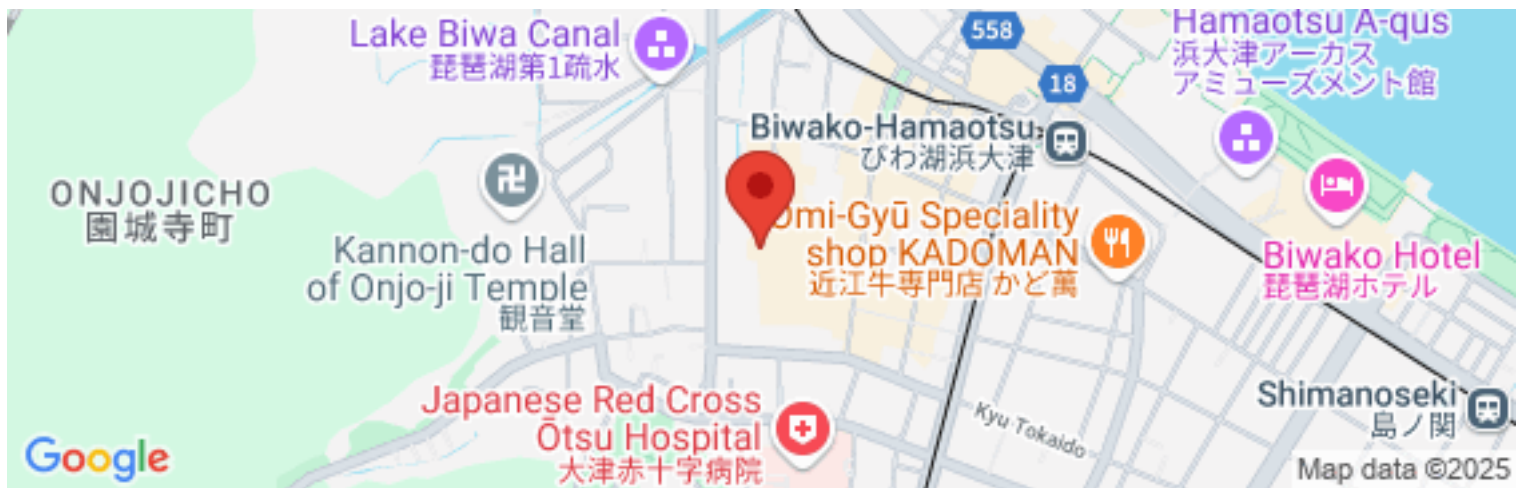 Lake Biwa Canal
琵琶湖第1疏水
558
Hamaotsu A-qus
浜大津アーカス
アミューズメント館
18
Biwako-Hamaotsu
びわ湖浜大津
ONJOJICHO
園城寺町
卍
Kannon-do Hall
of Onjo-ji Temple
観音堂
Omi-Gyū Speciality
shop KADOMAN
近江牛専門店 かど萬
Biwako Hotel
琵琶湖ホテル
Japanese Red Cross
Ōtsu Hospital
大津赤十字病院
Kyu Tokaido
Shimanoseki
島ノ関
Google
Map data ©2025